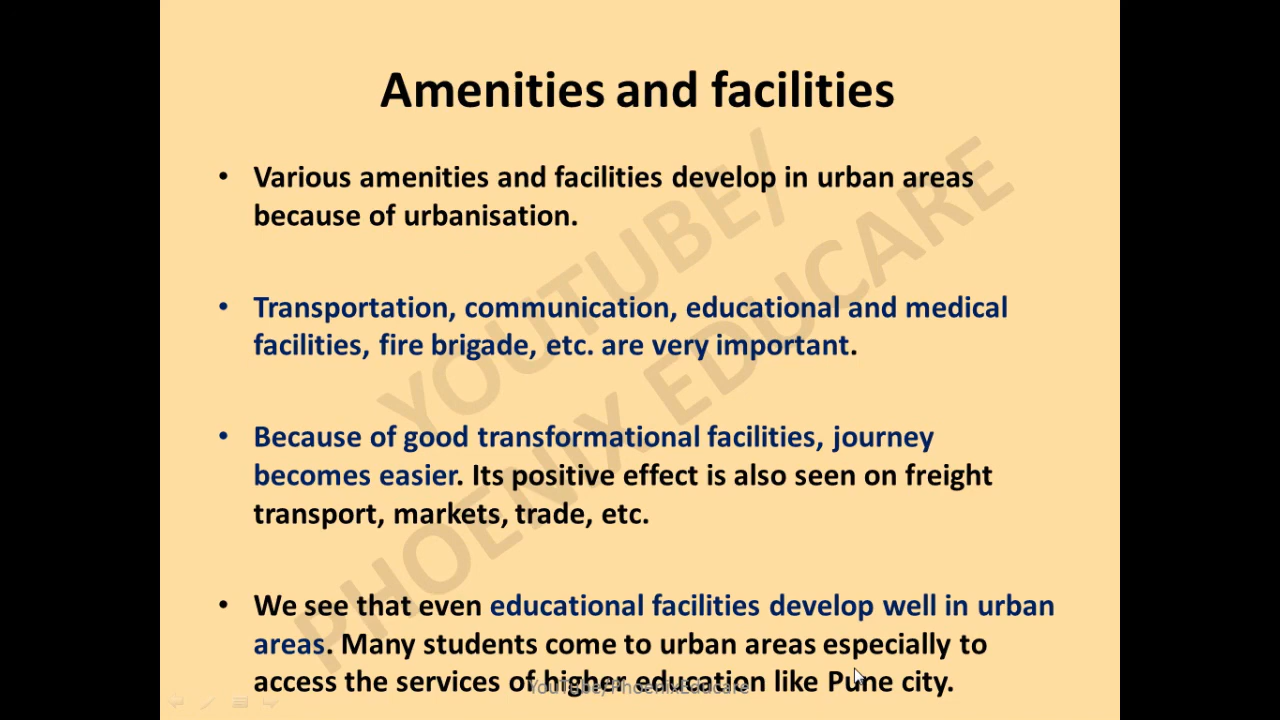 Amenities and facilities
• Various amenities and facilities develop in urban areas
because of urbanisation.
• Transportation, communication, educational and medical
facilities, fire brigade, etc. are very important.
• Because of good transformational facilities, journey
becomes easier. Its positive effect is also seen on freight
transport, markets, trade, etc.
• We see that even educational facilities develop well in urban
areas. Many students come to urban areas especially to
access the services of higher education like Pune city.
YouTube/PhoenixEducare
YOUTUBE/
PHOENIX EDUCARE